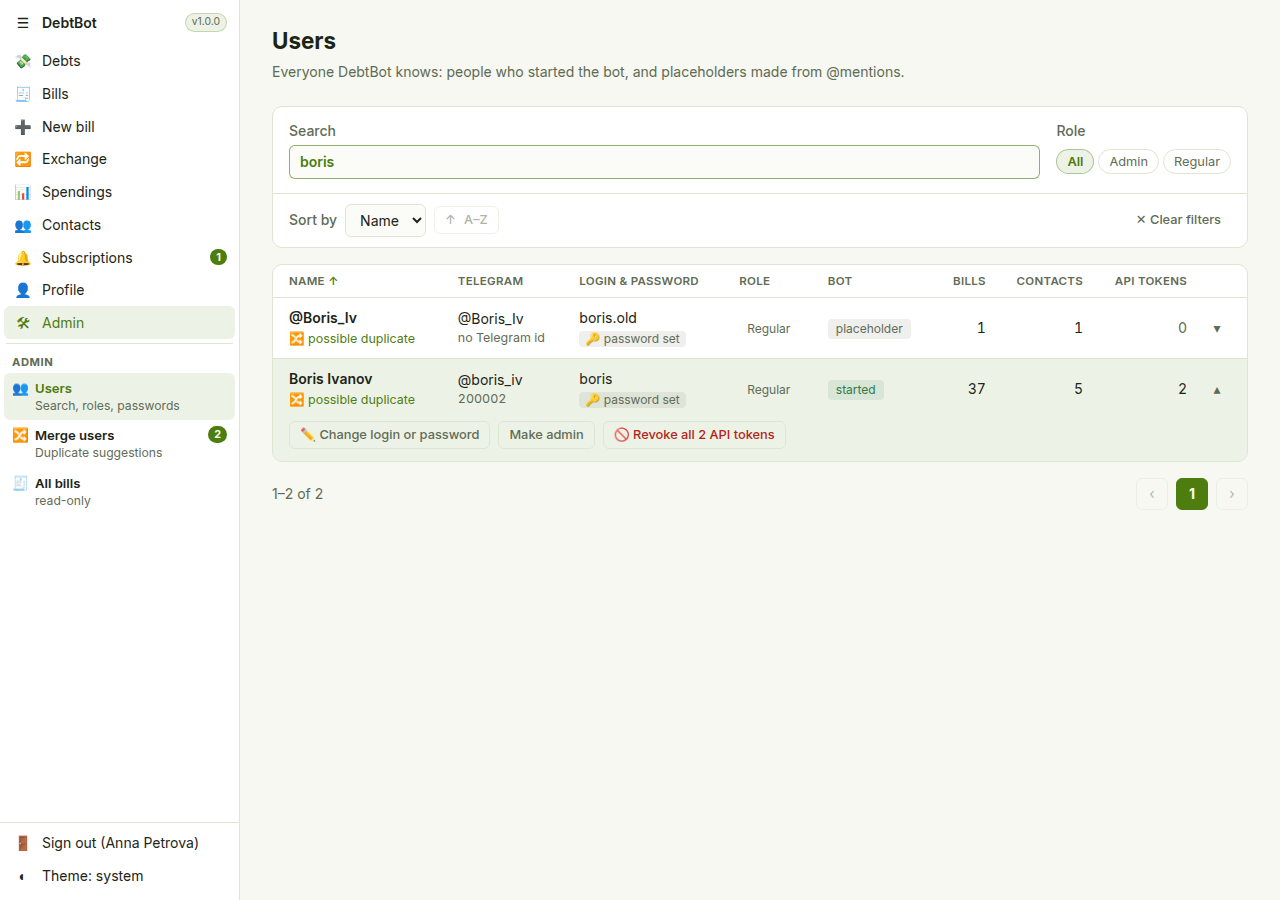 ☰ DebtBot v1.0.0
Debts
Bills
New bill
Exchange
Spendings
Contacts
Subscriptions 1
Profile
Admin
ADMIN
Users
Search, roles, passwords
Merge users 2
Duplicate suggestions
All bills
read-only
Sign out (Anna Petrova)
Theme: system
Users
Everyone DebtBot knows: people who started the bot, and placeholders made from @mentions.
Search Role
boris All Admin Regular
Sort by Name ↑ A–Z ✕ Clear filters
NAME ↑ TELEGRAM LOGIN & PASSWORD ROLE BOT BILLS CONTACTS API TOKENS
@Boris_Iv @Boris_Iv boris.old Regular placeholder 1 1 0 ▾
possible duplicate no Telegram id password set
Boris Ivanov @boris_iv boris Regular started 37 5 2 ▴
possible duplicate 200002 password set
Change login or password Make admin Revoke all 2 API tokens
1–2 of 2 ‹ 1 ›